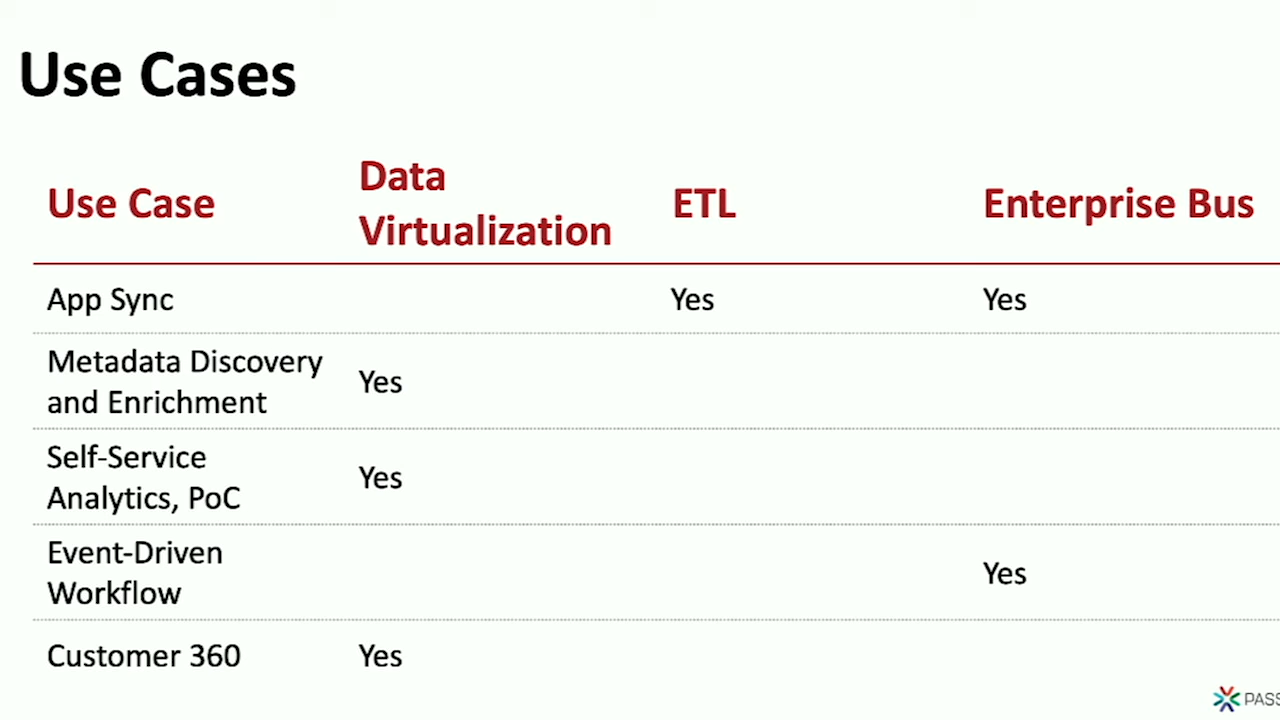 Use Cases
Use Case Data Virtualization ETL Enterprise Bus
App Sync Yes Yes
Metadata Discovery and Enrichment Yes
Self-Service Analytics, PoC Yes
Event-Driven Workflow Yes
Customer 360 Yes
PASS